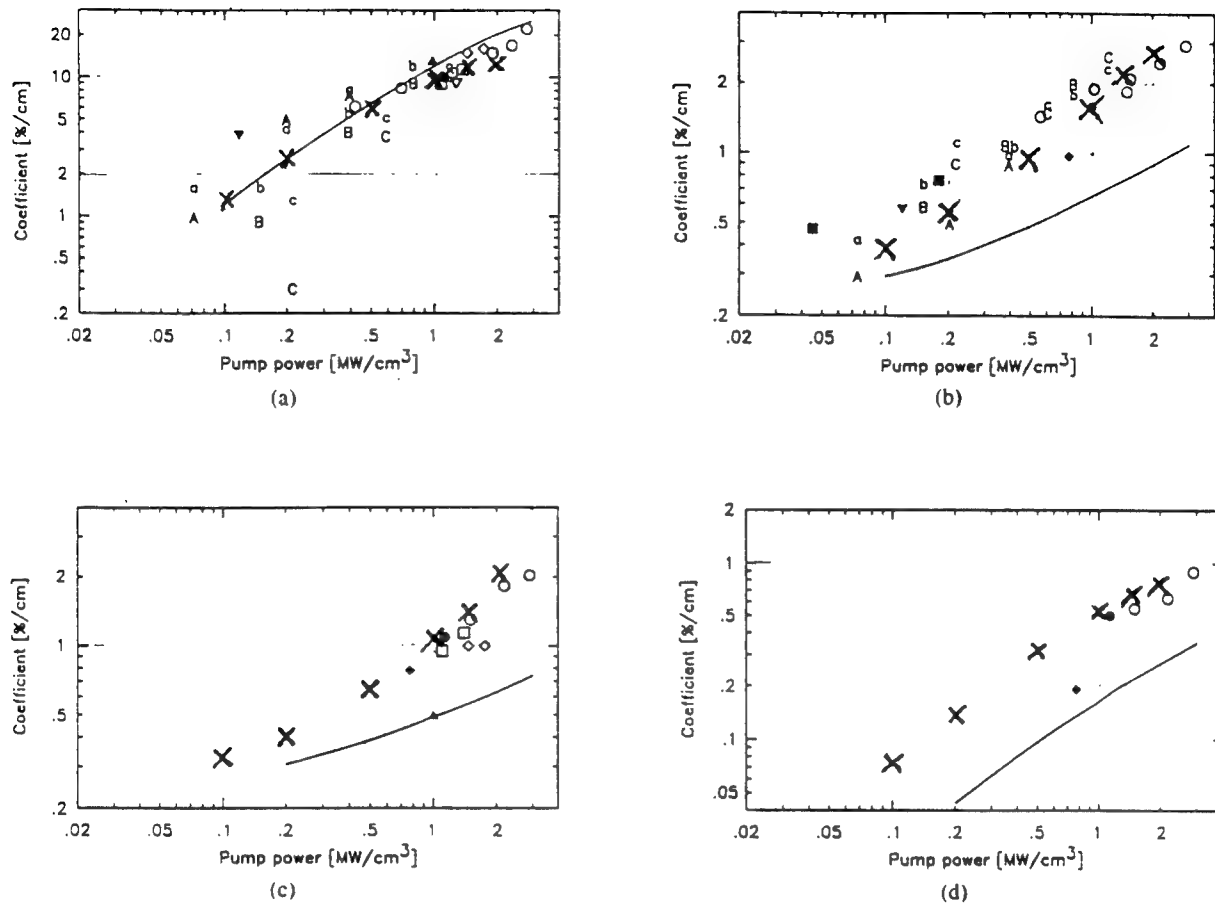 Coefficient [%/cm]
20
10
5
2
1
.5
.2
.05 .1 .2 .5 1 2
Pump power [MW/cm³]
(a)
Coefficient [%/cm]
2
1
0.5
0.2
.02 .05 .1 .2 .5 1 2
Pump power [MW/cm³]
(b)
Coefficient [%/cm]
2
1
.5
.2
.02 .05 .1 .2 .5 1 2
Pump power [MW/cm³]
(c)
Coefficient [%/cm]
2
1
.5
.2
.1
.05
.02 .05 .1 .2 .5 1 2
Pump power [MW/cm³]
(d)